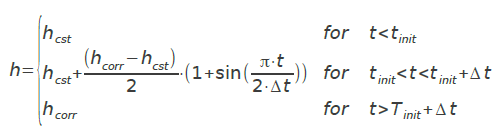 h_cst for t<t_init
h= h_cst+(h_corr−h_cst)/2·(1+sin(π·t/2·Δt)) for t_init<t<t_init+Δt
h_corr for t>T_init+Δt